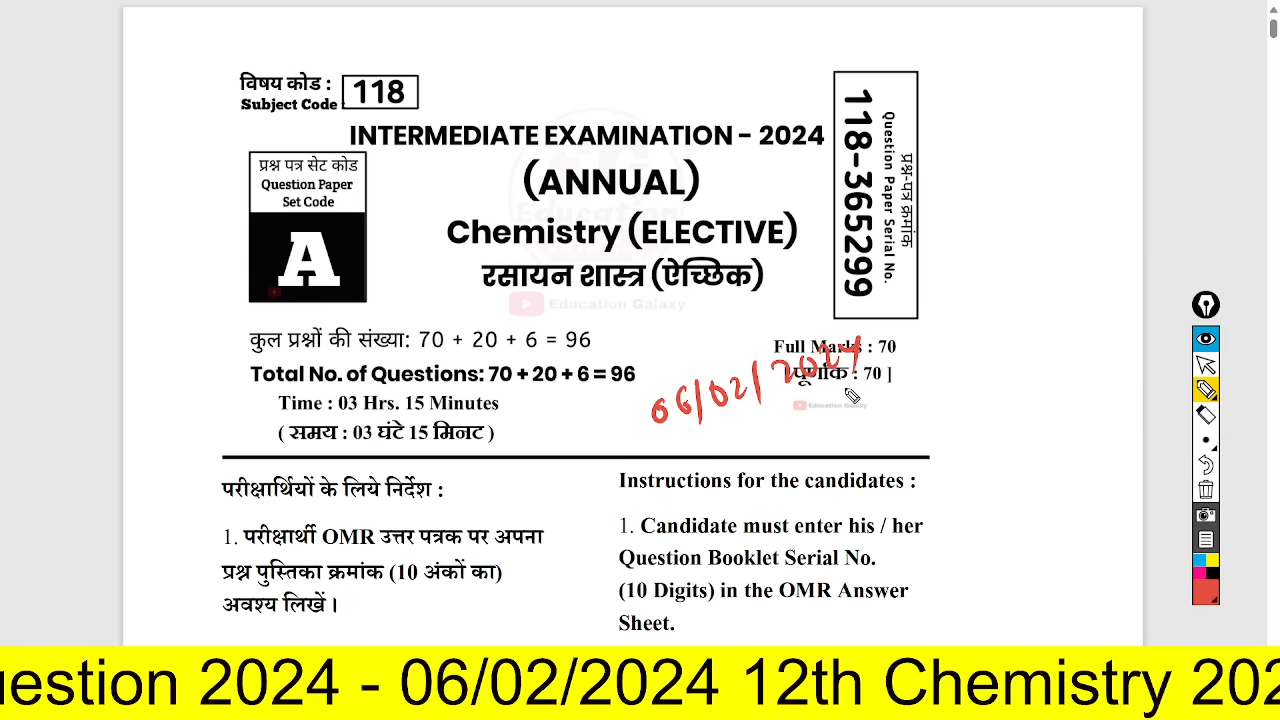 विषय कोड :
Subject Code :
118
INTERMEDIATE EXAMINATION - 2024
(ANNUAL)
Chemistry (ELECTIVE)
रसायन शास्त्र (ऐच्छिक)
प्रश्न पत्र सेट कोड
Question Paper
Set Code
A
प्रश्न-पत्र क्रमांक
Question Paper Serial No.
118-365299
Education Galaxy
कुल प्रश्नों की संख्या: 70 + 20 + 6 = 96
Total No. of Questions: 70 + 20 + 6 = 96
Time : 03 Hrs. 15 Minutes
( समय : 03 घंटे 15 मिनट )
Full Marks : 70
[ पूर्णांक : 70 ]
06/02/2024
Education Galaxy
परीक्षार्थियों के लिये निर्देश :
1. परीक्षार्थी OMR उत्तर पत्रक पर अपना
प्रश्न पुस्तिका क्रमांक (10 अंकों का)
अवश्य लिखें ।
Instructions for the candidates :
1. Candidate must enter his / her
Question Booklet Serial No.
(10 Digits) in the OMR Answer
Sheet.
uestion 2024 - 06/02/2024 12th Chemistry 202